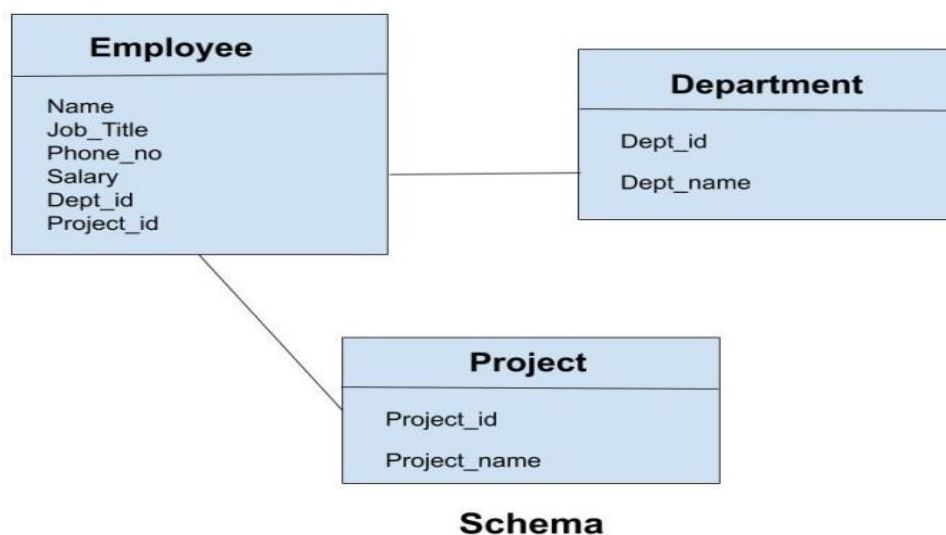 Employee
Name
Job_Title
Phone_no
Salary
Dept_id
Project_id
Department
Dept_id
Dept_name
Project
Project_id
Project_name
Schema